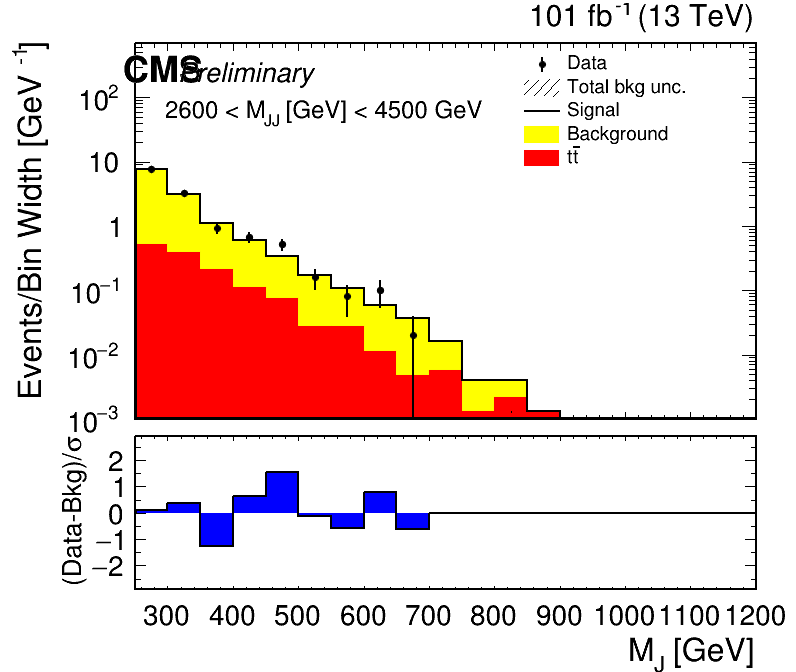 101 fb⁻¹ (13 TeV)
CMS Preliminary
2600 < M_JJ [GeV] < 4500 GeV
Data
Total bkg unc.
Signal
Background
tt̄
Events/Bin Width [GeV⁻¹]
10²
10
1
10⁻¹
10⁻²
10⁻³
(Data-Bkg)/σ
2
1
0
−1
−2
300 400 500 600 700 800 900 1000 1100 1200
M_J [GeV]